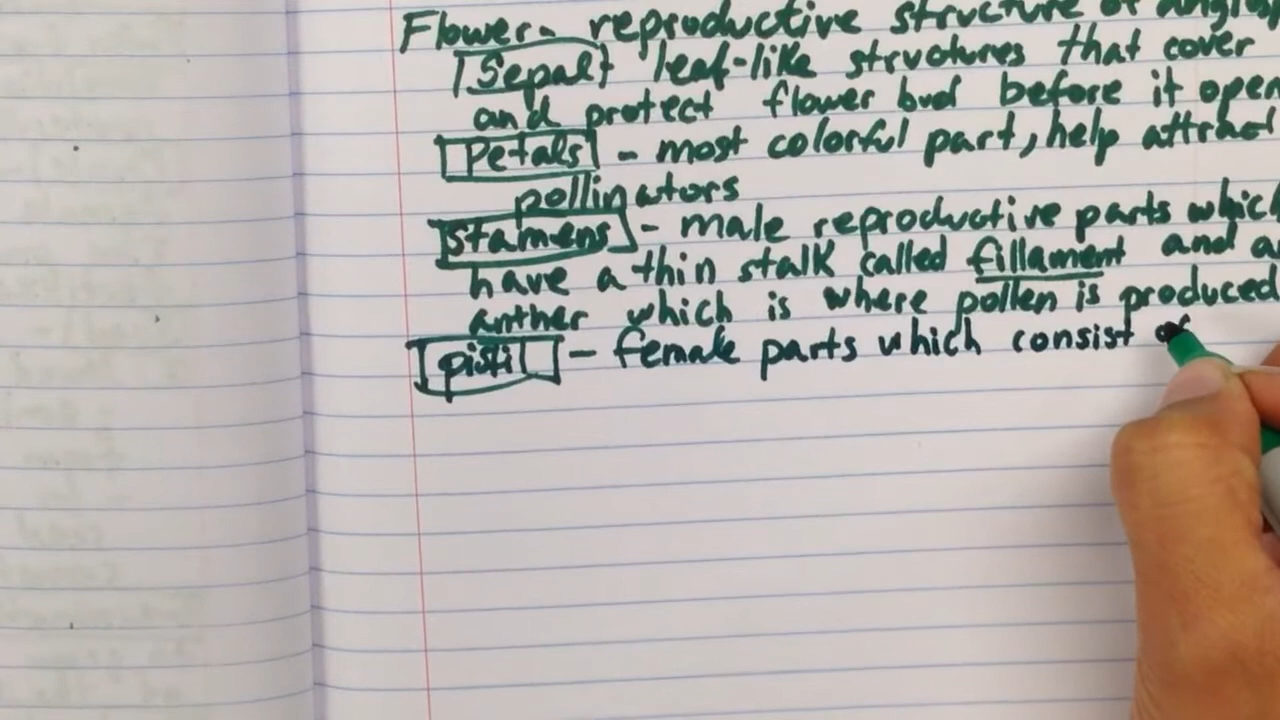 Flower - reproductive structure of
[Sepal] leaf-like structures that cover
and protect flower bud before it open
[Petals] - most colorful part, help attract
pollinators
[stamens] - male reproductive parts which
have a thin stalk called fillament and
anther which is where pollen is produced
[pistil] - female parts which consist